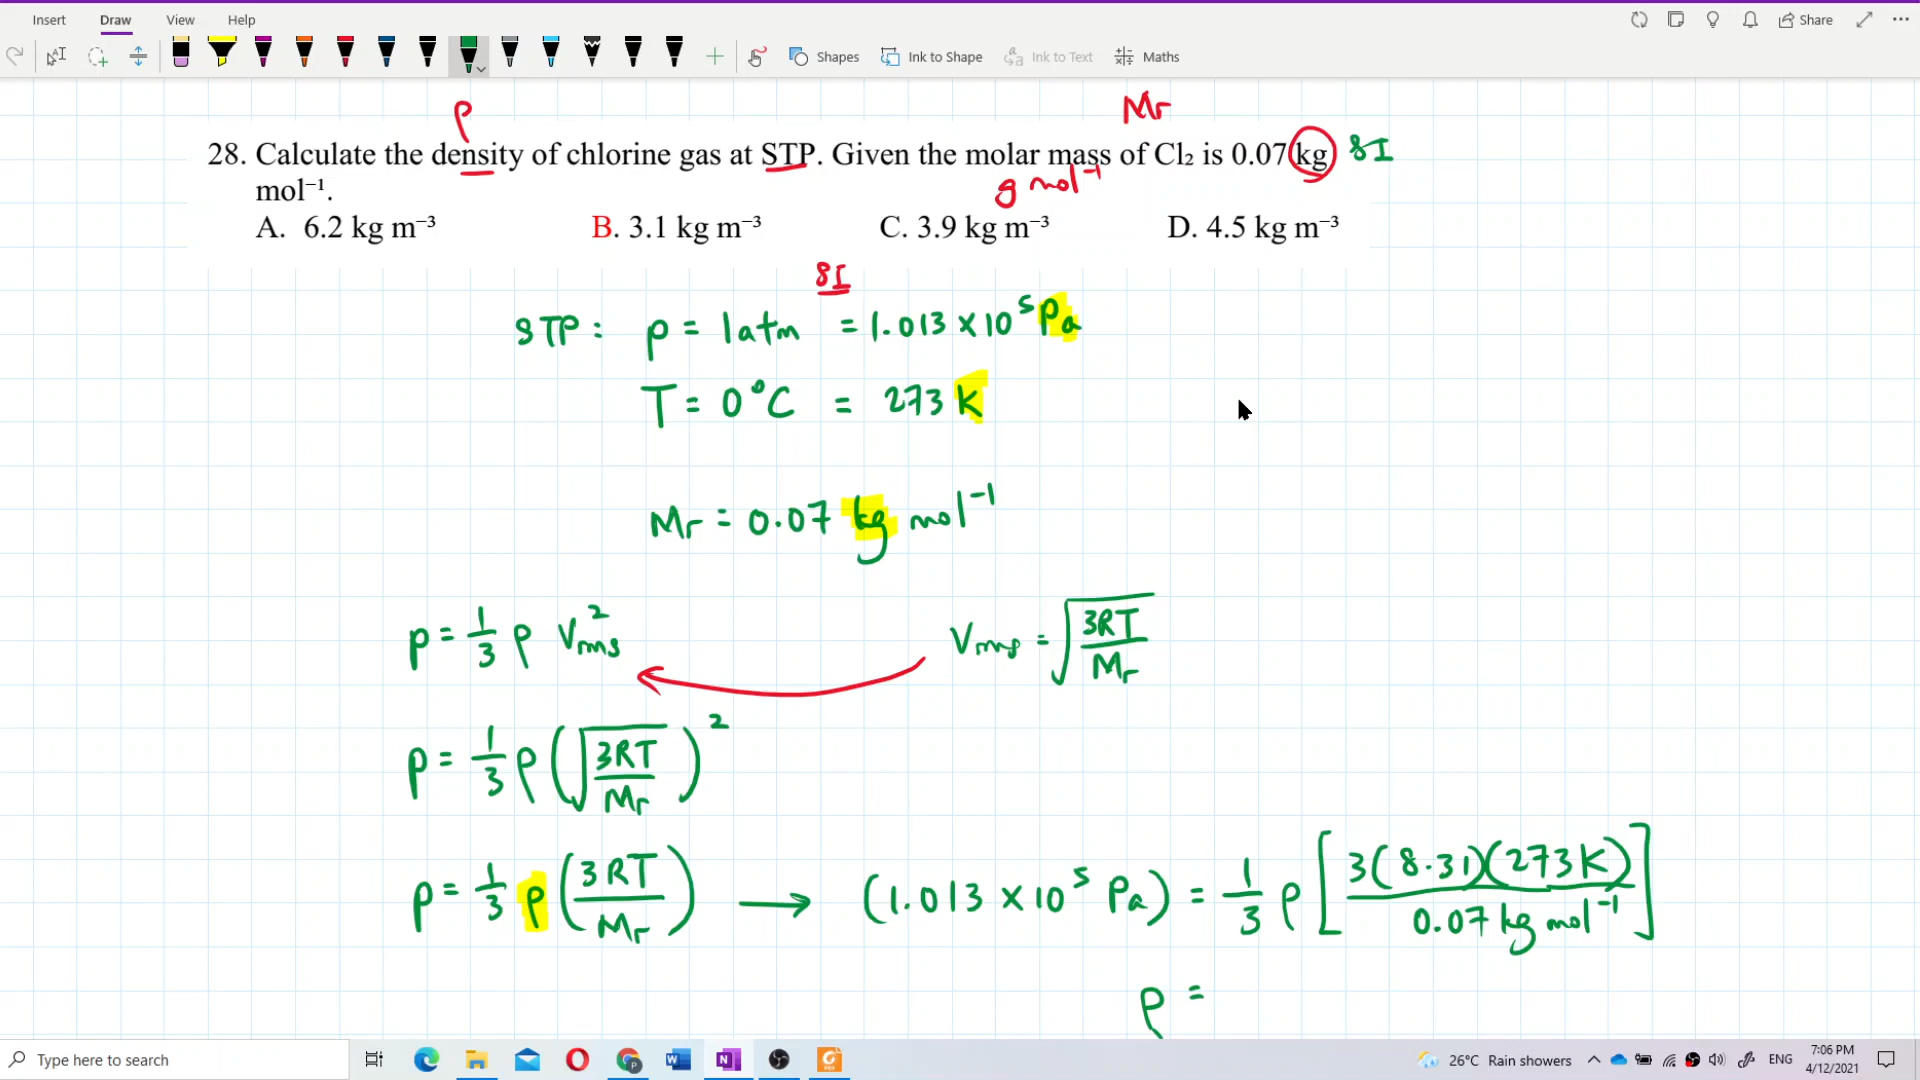 Insert Draw View Help
Share
Shapes Ink to Shape Ink to Text Maths
ρ Mr
28. Calculate the density of chlorine gas at STP. Given the molar mass of Cl₂ is 0.07 kg SI
mol⁻¹.
g mol⁻¹
A. 6.2 kg m⁻³ B. 3.1 kg m⁻³ C. 3.9 kg m⁻³ D. 4.5 kg m⁻³
SI
STP: p = 1 atm = 1.013 × 10⁵ Pa
T = 0°C = 273 K
Mr = 0.07 kg mol⁻¹
p = 1/3 ρ Vrms² Vrms = √(3RT/Mr)
p = 1/3 ρ (√(3RT/Mr))²
p = 1/3 ρ (3RT/Mr) → (1.013 × 10⁵ Pa) = 1/3 ρ [3(8.31)(273K)/0.07 kg mol⁻¹]
ρ =
Type here to search
26°C Rain showers
ENG
7:06 PM
4/12/2021